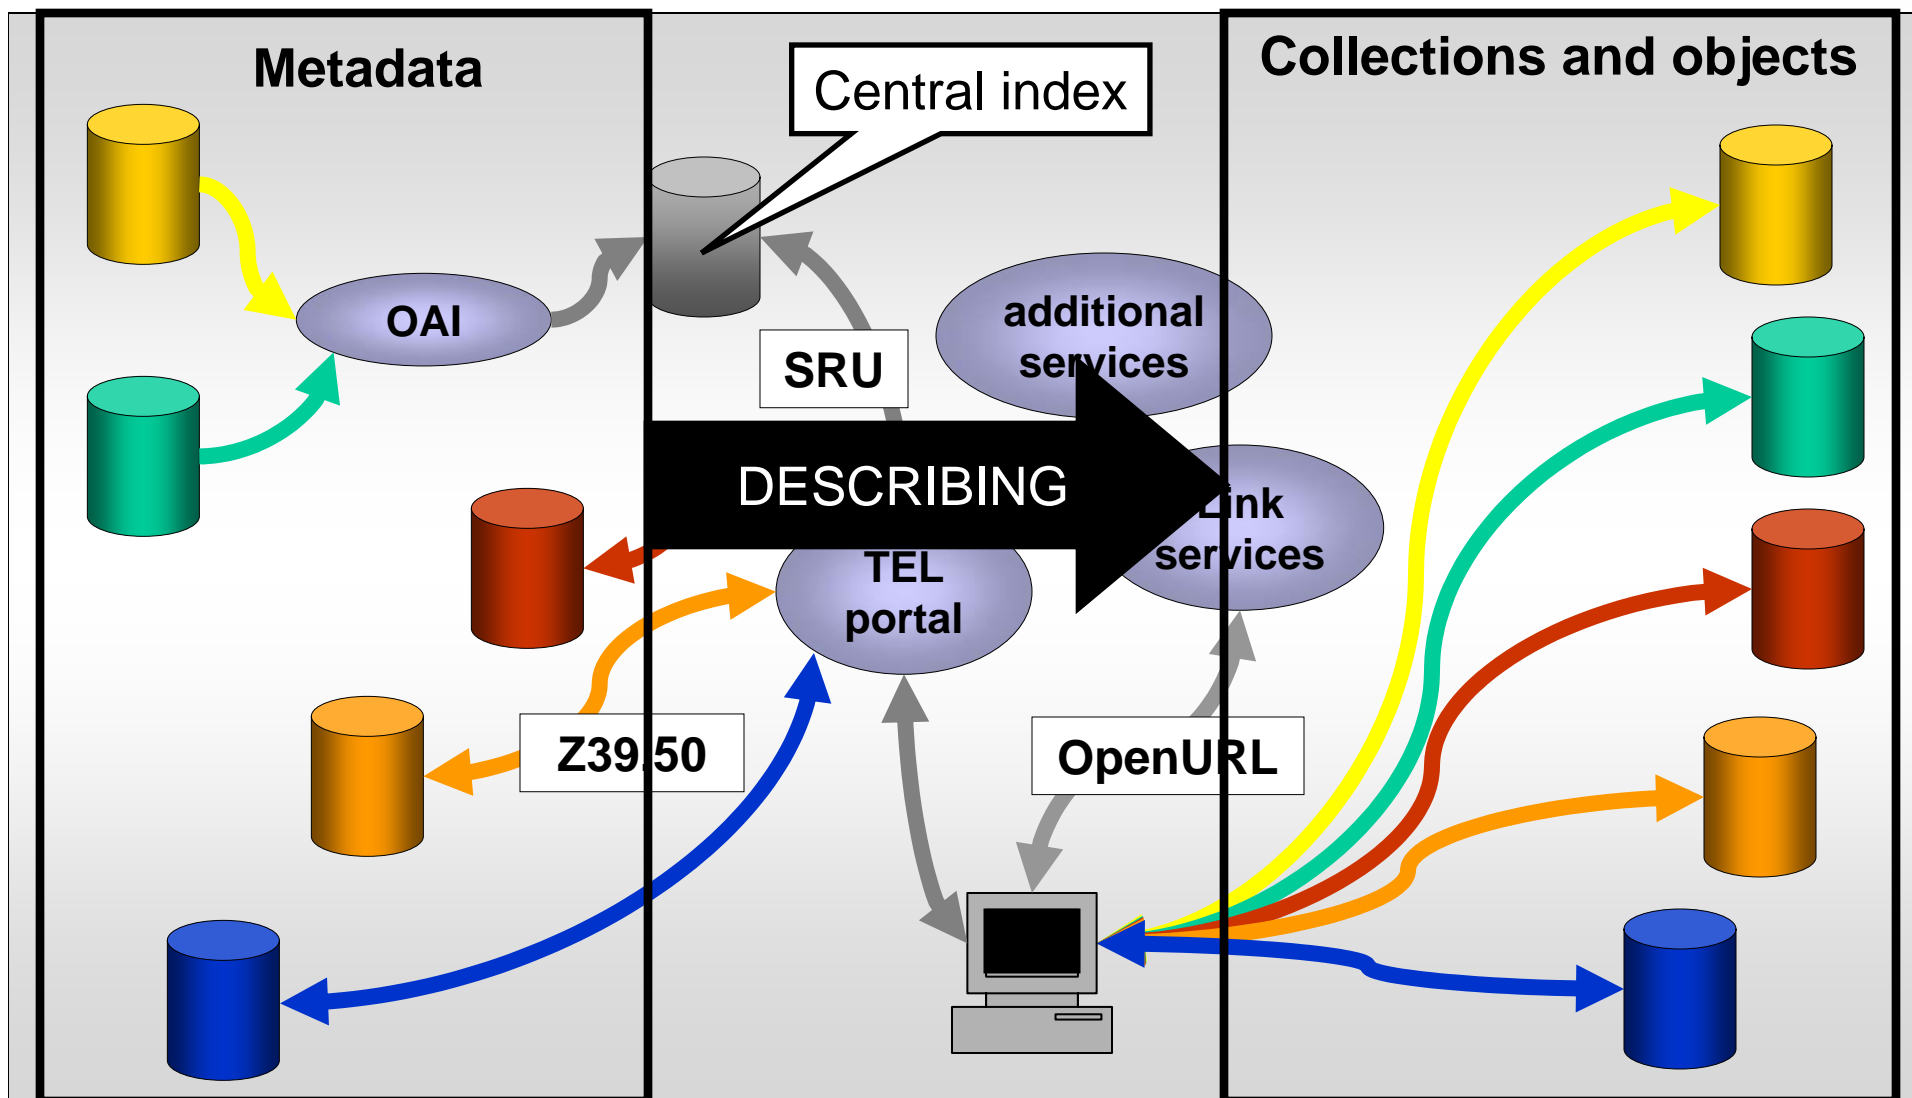 Metadata
Central index
Collections and objects
OAI
additional
services
SRU
DESCRIBING
Link
services
TEL
portal
Z39.50
OpenURL